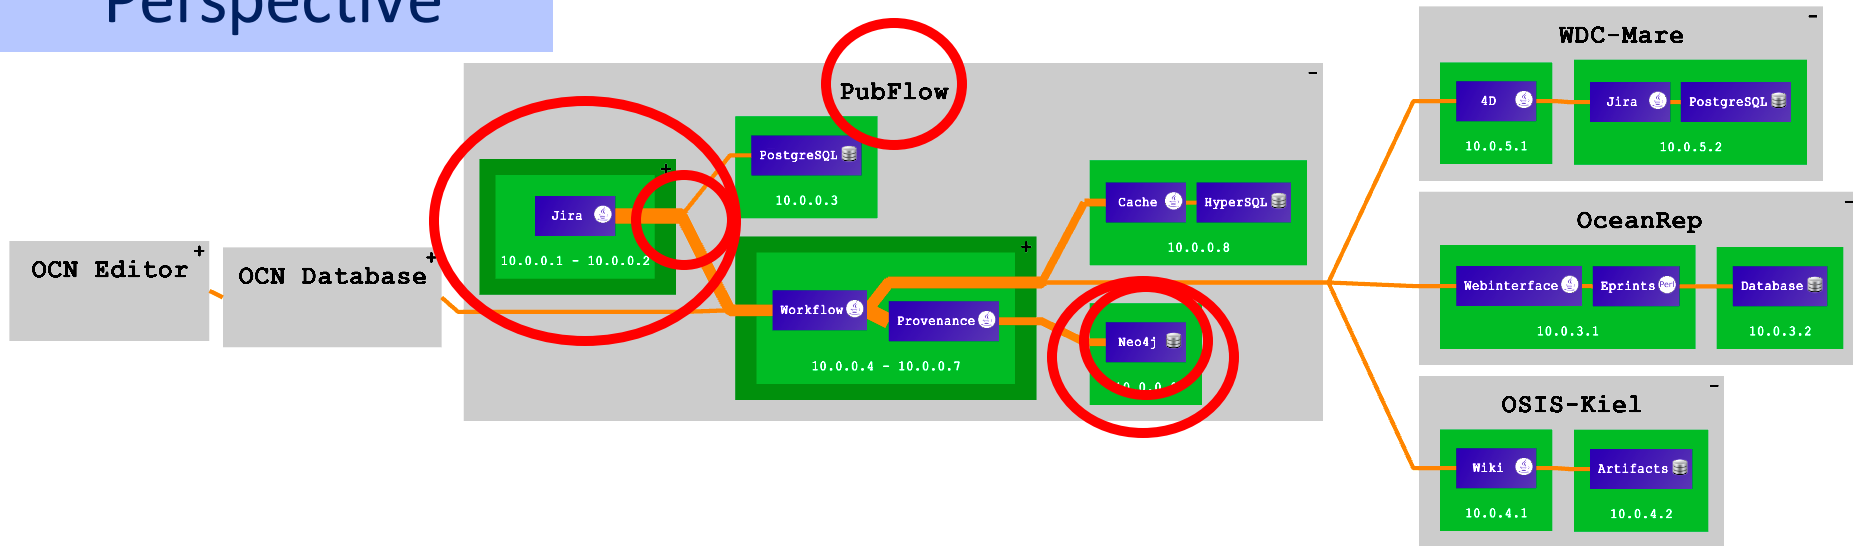 Perspective
OCN Editor
+
OCN Database
+
PubFlow
-
+
Jira
10.0.0.1 - 10.0.0.2
PostgreSQL
10.0.0.3
+
Workflow
Provenance
10.0.0.4 - 10.0.0.7
Cache
HyperSQL
10.0.0.8
Neo4j
WDC-Mare
-
4D
10.0.5.1
Jira
PostgreSQL
10.0.5.2
OceanRep
-
Webinterface
Eprints
Perl
10.0.3.1
Database
10.0.3.2
OSIS-Kiel
-
Wiki
10.0.4.1
Artifacts
10.0.4.2